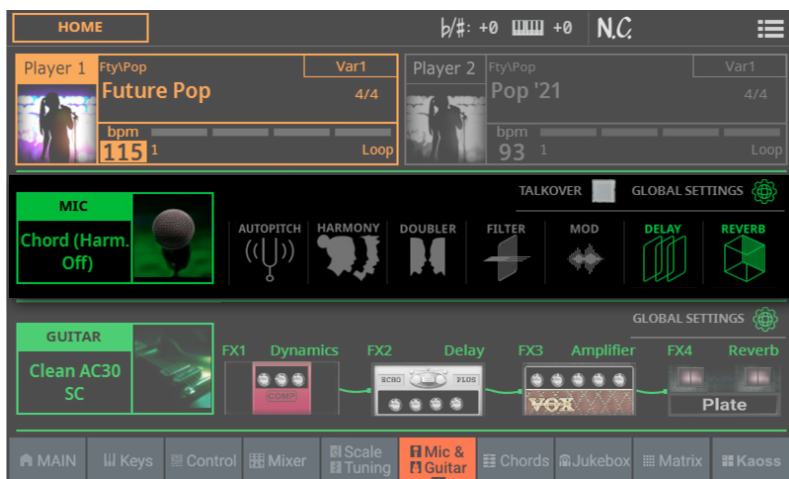 HOME
♭/#: +0 +0 N.C.
Player 1 Fty\Pop Var1
Future Pop 4/4
bpm
115 1 Loop
Player 2 Fty\Pop Var1
Pop '21 4/4
bpm
93 1 Loop
TALKOVER GLOBAL SETTINGS
MIC
Chord (Harm.
Off)
AUTOPITCH HARMONY DOUBLER FILTER MOD DELAY REVERB
GLOBAL SETTINGS
GUITAR
Clean AC30
SC
FX1 Dynamics FX2 Delay FX3 Amplifier FX4 Reverb
COMP
ECHO PLUS
VOX
Plate
MAIN Keys Control Mixer Scale Tuning Mic & Guitar Chords Jukebox Matrix Kaoss